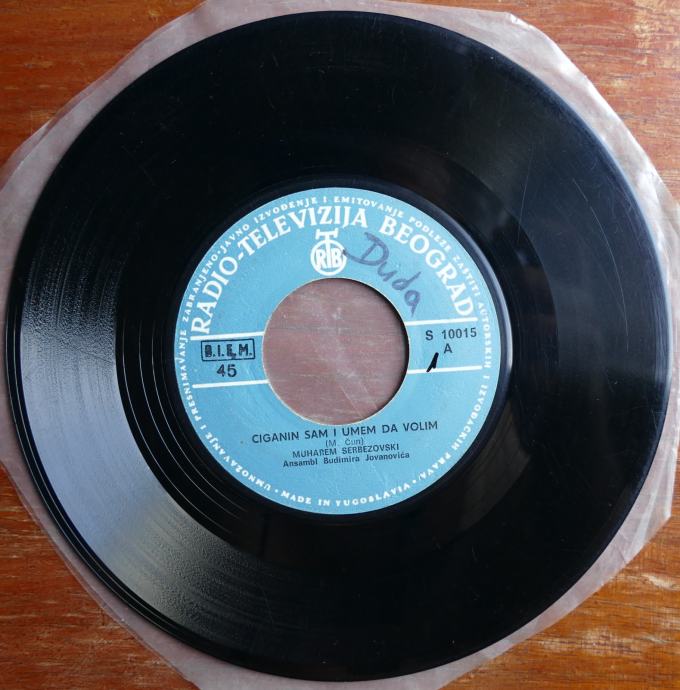 UMNOŽAVANJE I PRESNIMAVANJE ZABRANJENO•JAVNO IZVOĐENJE I EMITOVANJE PODLEŽE ZAŠTITI AUTORSKIH I IZVOĐAČKIH PRAVA•
RADIO-TELEVIZIJA BEOGRAD
RTB
Duda
B.I.E.M.
45
S 10015
A
1
CIGANIN SAM I UMEM DA VOLIM
(M. Čun)
MUHAREM SERBEZOVSKI
Ansambl Budimira Jovanovića
• MADE IN YUGOSLAVIA •